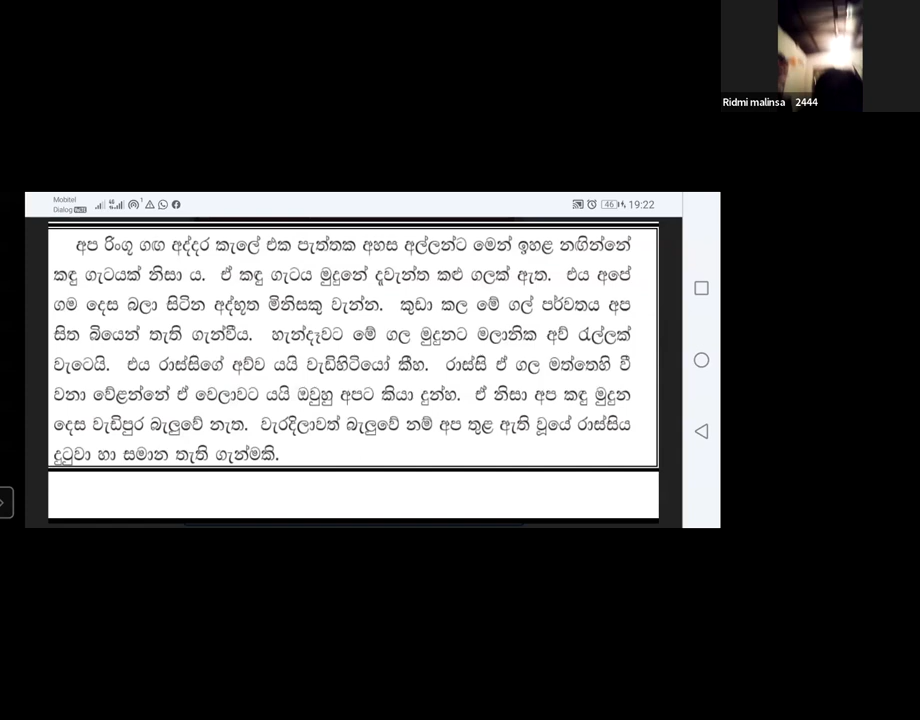 Ridmi malinsa 2444
Mobitel
Dialog VoLTE
46 19:22
අප රිංගූ ගඟ අද්දර කැලේ එක පැත්තක අහස අල්ලන්ට මෙන් ඉහළ නඟින්නේ
කඳු ගැටයක් නිසා ය. ඒ කඳු ගැටය මුදුනේ දැවැන්ත කළු ගලක් ඇත. එය අපේ
ගම දෙස බලා සිටින අද්භූත මිනිසකු වැන්න. කුඩා කල මේ ගල් පර්වතය අප
සිත බියෙන් තැති ගැන්වීය. හැන්දෑවට මේ ගල මුදුනට මලානික අව් රැල්ලක්
වැටෙයි. එය රාස්සිගේ අව්ව යයි වැඩිහිටියෝ කීහ. රාස්සි ඒ ගල මත්තෙහි වී
වනා වේළන්නේ ඒ වෙලාවට යයි ඔවුහු අපට කියා දුන්හ. ඒ නිසා අප කඳු මුදුන
දෙස වැඩිපුර බැලුවේ නැත. වැරදිලාවත් බැලුවේ නම් අප තුළ ඇති වූයේ රාස්සිය
දුටුවා හා සමාන තැති ගැන්මකි.